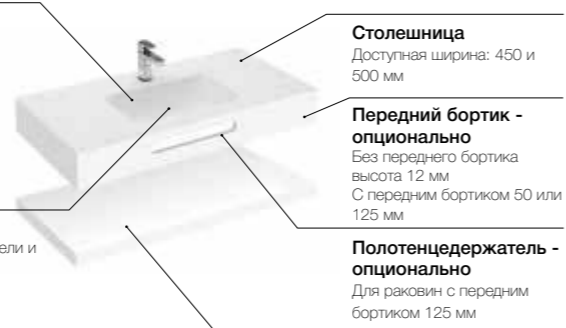 Столешница
Доступная ширина: 450 и
500 мм
Передний бортик -
опционально
Без переднего бортика
высота 12 мм
С передним бортиком 50 или
125 мм
ели и
Полотенцедержатель -
опционально
Для раковин с передним
бортиком 125 мм